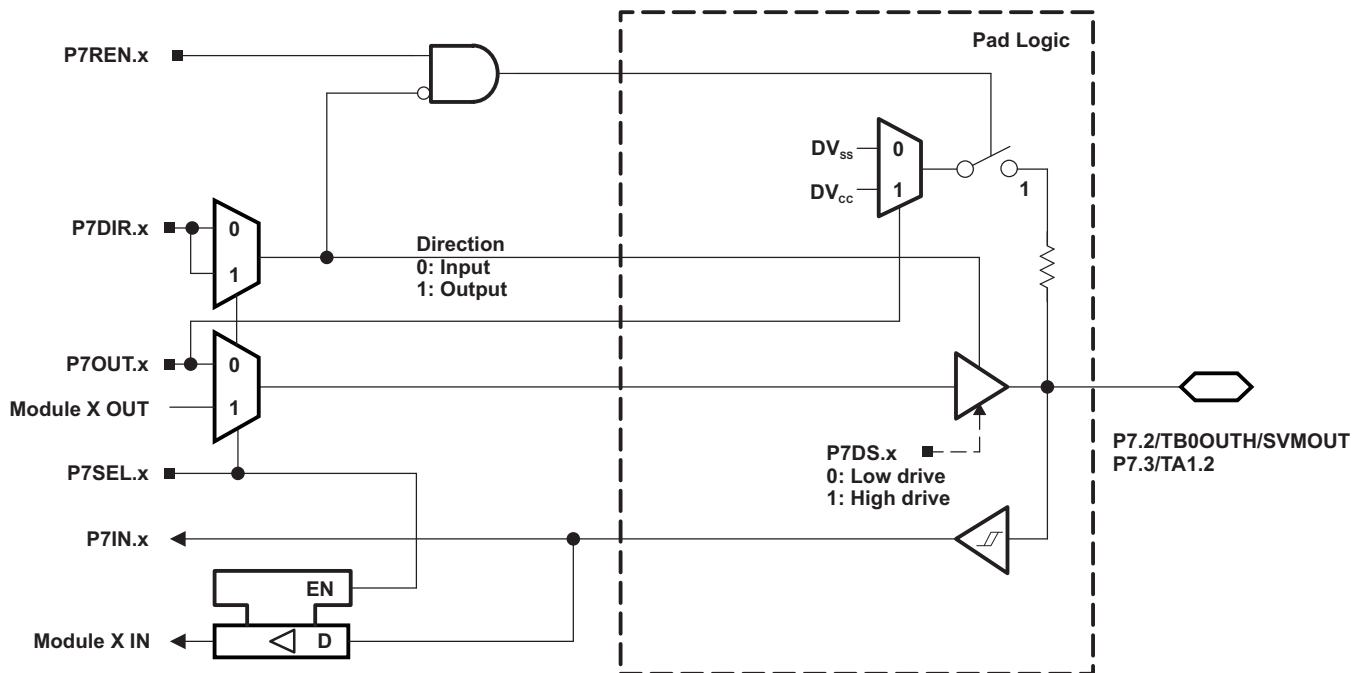 Pad Logic
P7REN.x
DVSS
0
DVCC
1
1
P7DIR.x
0
1
Direction
0: Input
1: Output
P7OUT.x
0
Module X OUT
1
P7DS.x
0: Low drive
1: High drive
P7.2/TB0OUTH/SVMOUT
P7.3/TA1.2
P7SEL.x
P7IN.x
EN
Module X IN
D